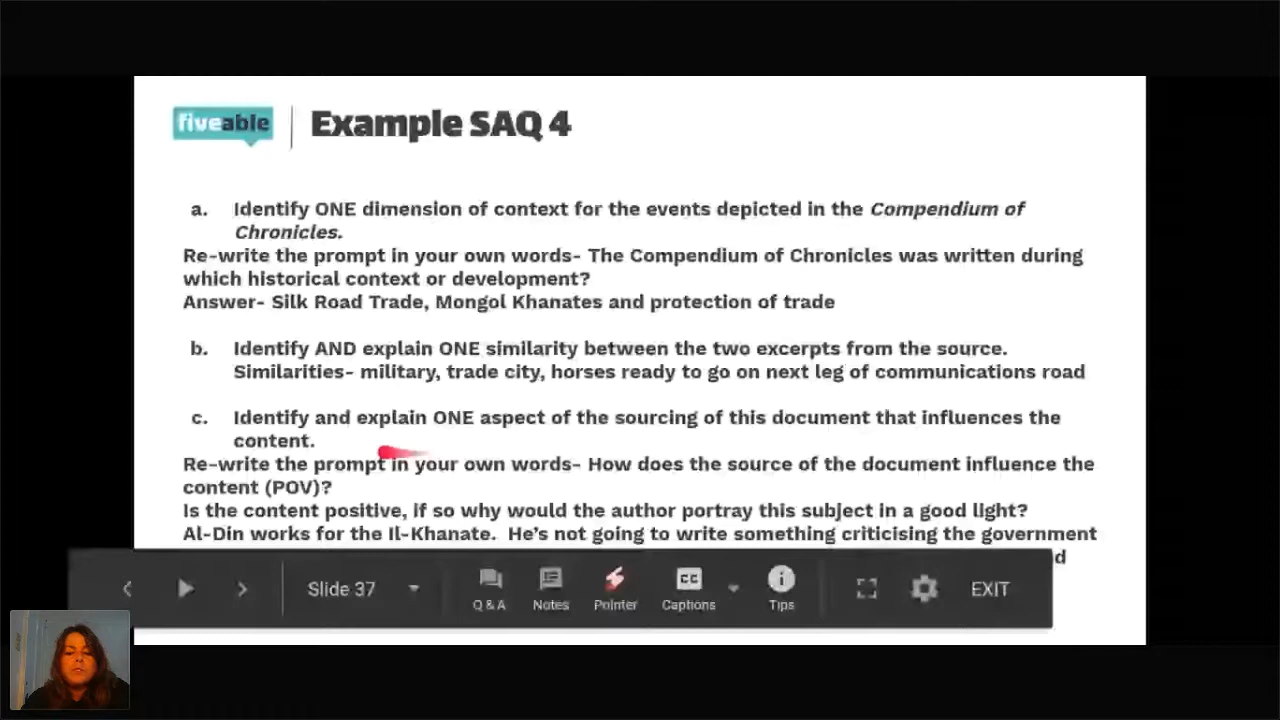 fiveable
Example SAQ 4
a. Identify ONE dimension of context for the events depicted in the Compendium of
Chronicles.
Re-write the prompt in your own words- The Compendium of Chronicles was written during
which historical context or development?
Answer- Silk Road Trade, Mongol Khanates and protection of trade
b. Identify AND explain ONE similarity between the two excerpts from the source.
Similarities- military, trade city, horses ready to go on next leg of communications road
c. Identify and explain ONE aspect of the sourcing of this document that influences the
content.
Re-write the prompt in your own words- How does the source of the document influence the
content (POV)?
Is the content positive, if so why would the author portray this subject in a good light?
Al-Din works for the Il-Khanate. He's not going to write something criticising the government
Slide 37
Q & A
Notes
Pointer
CC
Captions
Tips
EXIT